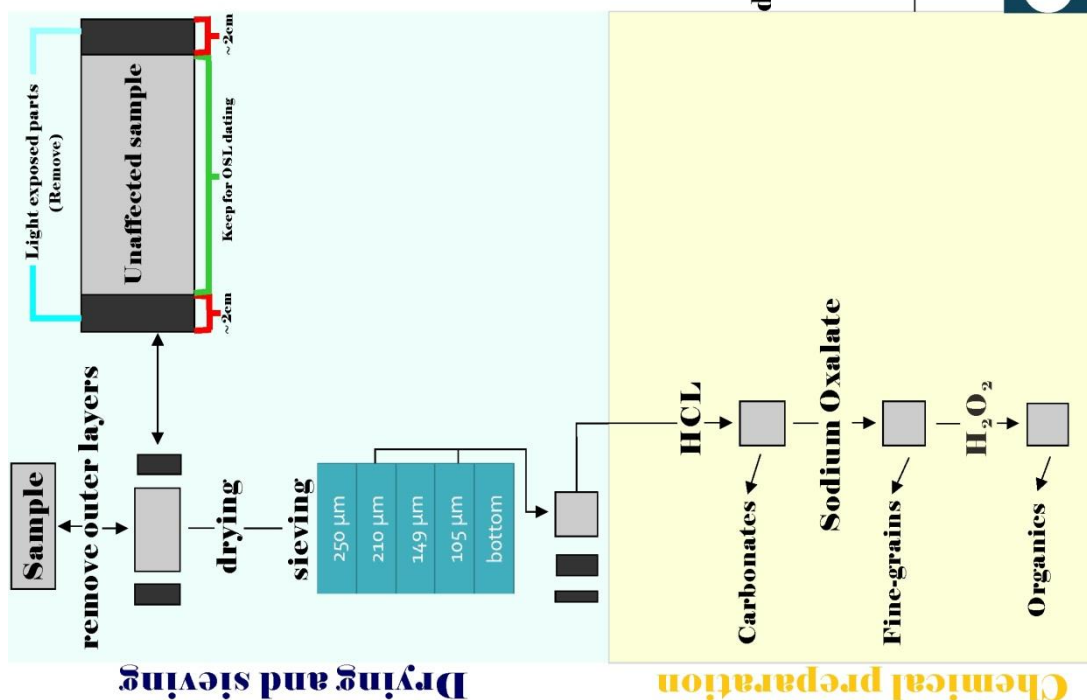 Drying and sieving
Sample
remove outer layers
drying
sieving
250 µm
210 µm
149 µm
105 µm
bottom
Light exposed parts
(Remove)
Unaffected sample
~2cm
Keep for OSL dating
~2cm
Chemical preparation
HCL
Carbonates
Sodium Oxalate
Fine-grains
H₂O₂
Organics